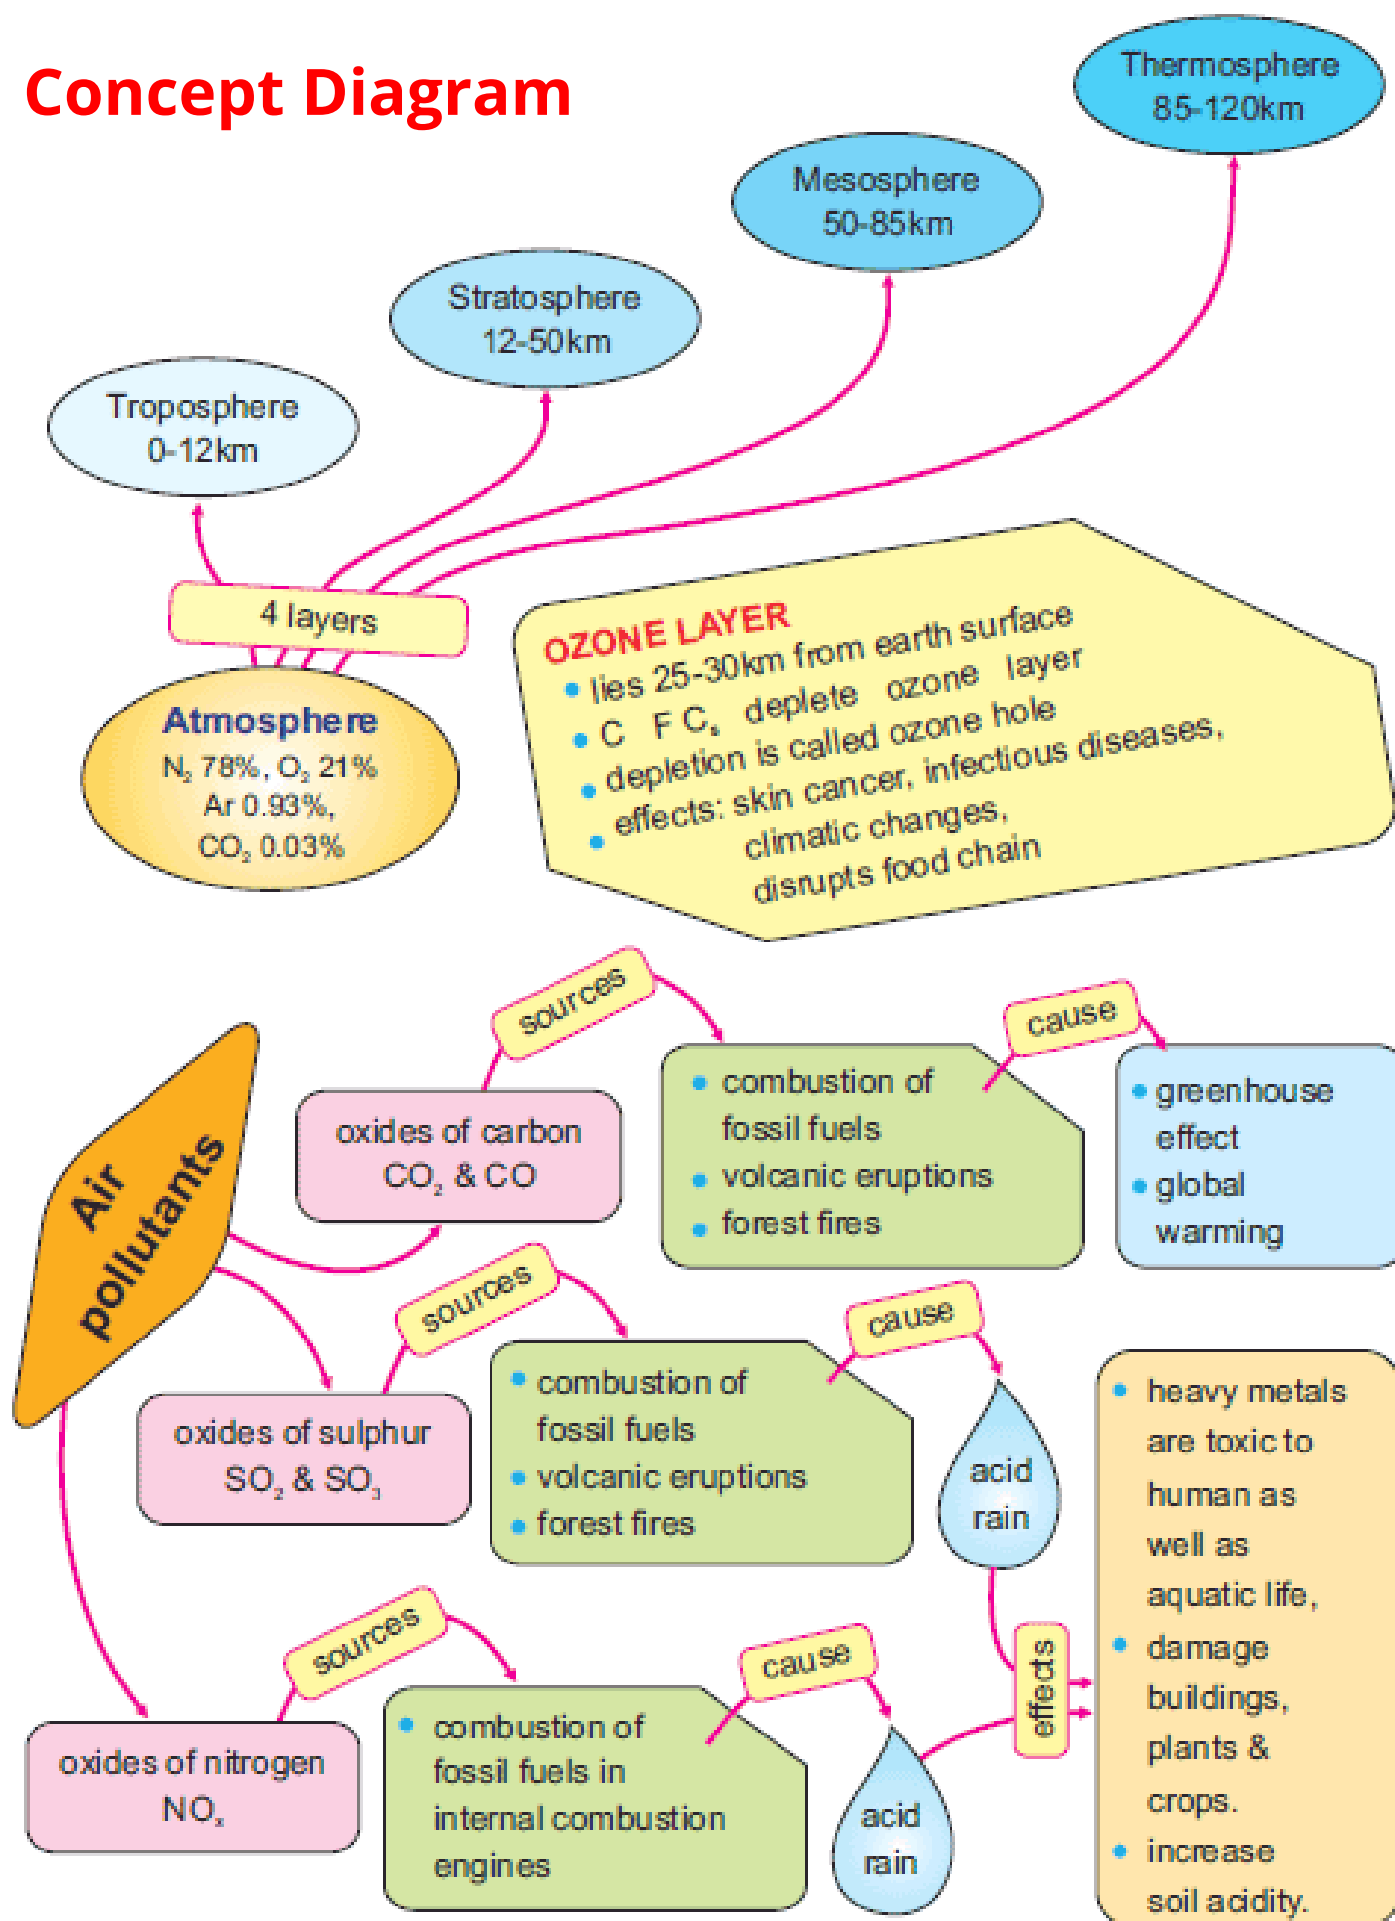 Concept Diagram
Thermosphere
85-120km
Mesosphere
50-85km
Stratosphere
12-50km
Troposphere
0-12km
4 layers
Atmosphere
N₂ 78%, O₂ 21%
Ar 0.93%,
CO₂ 0.03%
OZONE LAYER
• lies 25-30km from earth surface
• C F Cₛ deplete ozone layer
• depletion is called ozone hole
• effects: skin cancer, infectious diseases,
climatic changes,
disrupts food chain
Air
pollutants
oxides of carbon
CO₂ & CO
sources
• combustion of
fossil fuels
• volcanic eruptions
• forest fires
cause
• greenhouse
effect
• global
warming
oxides of sulphur
SO₂ & SO₃
sources
• combustion of
fossil fuels
• volcanic eruptions
• forest fires
cause
acid
rain
oxides of nitrogen
NOₓ
sources
• combustion of
fossil fuels in
internal combustion
engines
cause
acid
rain
effects
• heavy metals
are toxic to
human as
well as
aquatic life,
• damage
buildings,
plants &
crops.
• increase
soil acidity.